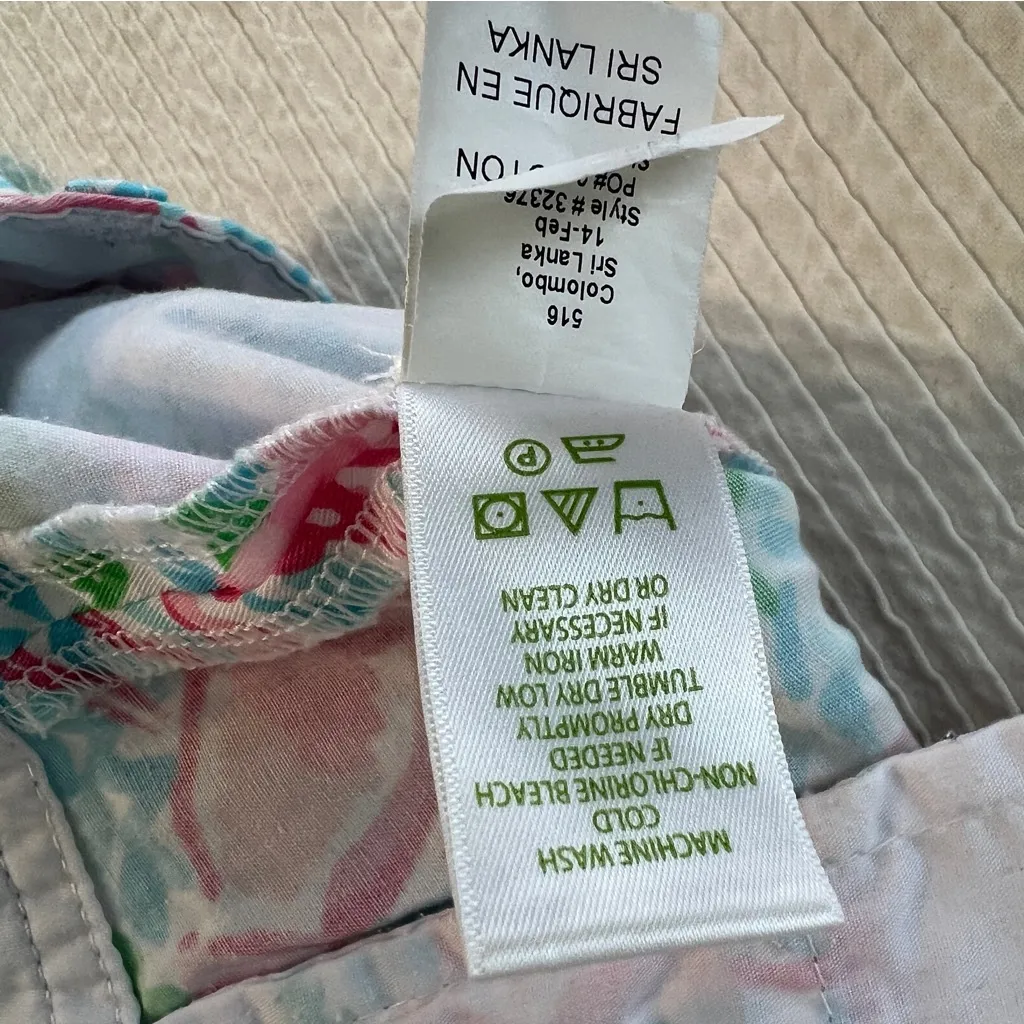 MACHINE WASH
COLD
NON-CHLORINE BLEACH
IF NEEDED
DRY PROMPTLY
TUMBLE DRY LOW
WARM IRON
IF NECESSARY
OR DRY CLEAN
P
516
Colombo,
Sri Lanka
14-Feb
Style # 32376
PO#
FABRIQUE EN
SRI LANKA